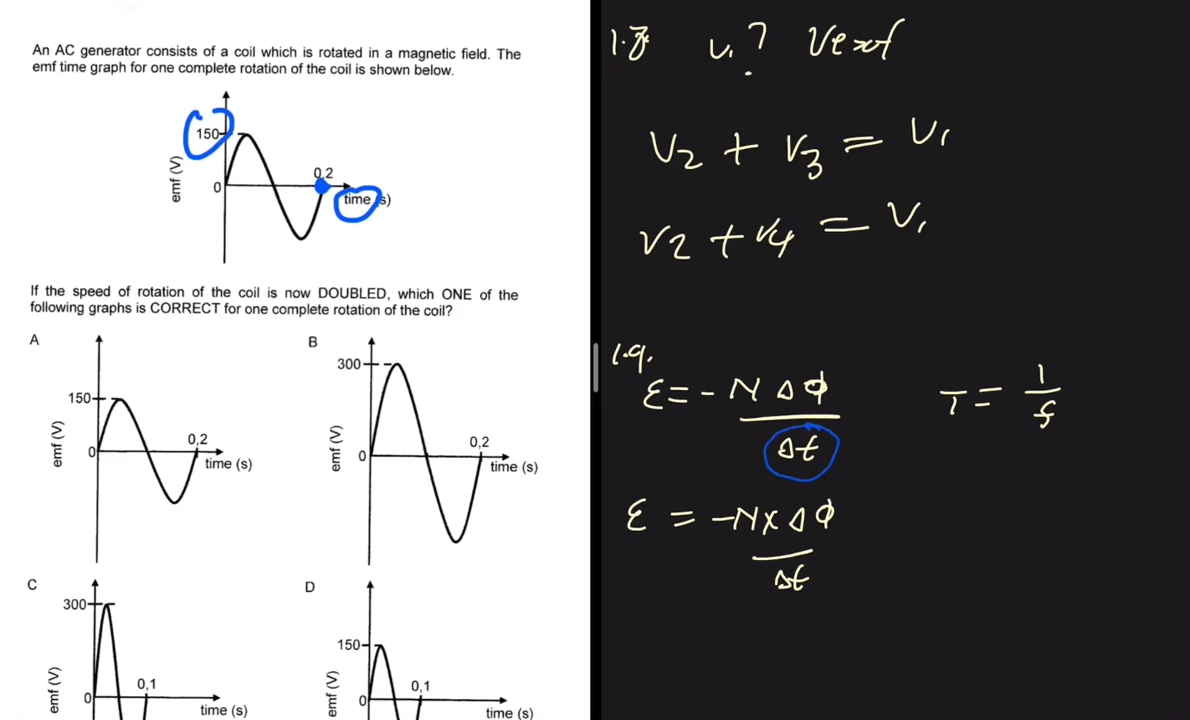 An AC generator consists of a coil which is rotated in a magnetic field. The
emf time graph for one complete rotation of the coil is shown below.
150
emf (V)
0
0,2
time (s)
If the speed of rotation of the coil is now DOUBLED, which ONE of the
following graphs is CORRECT for one complete rotation of the coil?
A
150
emf (V)
0
0,2
time (s)
B
300
emf (V)
0
0,2
time (s)
C
300
emf (V)
0
0,1
time (s)
D
150
emf (V)
0
0,1
time (s)
1.8 V1? Vext
V2 + V3 = V1
V2 + V4 = V1
1.9.
ε = - N Δ Φ
Δt
T = 1
f
ε = -N x Δ Φ
Δt